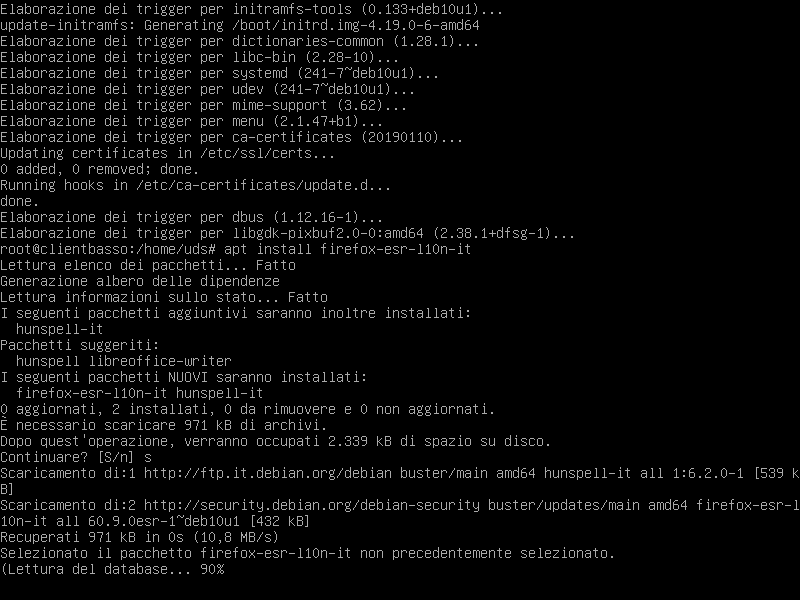 Elaborazione dei trigger per initramfs-tools (0.133+deb10u1)...
update-initramfs: Generating /boot/initrd.img-4.19.0-6-amd64
Elaborazione dei trigger per dictionaries-common (1.28.1)...
Elaborazione dei trigger per libc-bin (2.28-10)...
Elaborazione dei trigger per systemd (241-7~deb10u1)...
Elaborazione dei trigger per udev (241-7~deb10u1)...
Elaborazione dei trigger per mime-support (3.62)...
Elaborazione dei trigger per menu (2.1.47+b1)...
Elaborazione dei trigger per ca-certificates (20190110)...
Updating certificates in /etc/ssl/certs...
0 added, 0 removed; done.
Running hooks in /etc/ca-certificates/update.d...
done.
Elaborazione dei trigger per dbus (1.12.16-1)...
Elaborazione dei trigger per libgdk-pixbuf2.0-0:amd64 (2.38.1+dfsg-1)...
root@clientbasso:/home/uds# apt install firefox-esr-l10n-it
Lettura elenco dei pacchetti... Fatto
Generazione albero delle dipendenze
Lettura informazioni sullo stato... Fatto
I seguenti pacchetti aggiuntivi saranno inoltre installati:
  hunspell-it
Pacchetti suggeriti:
  hunspell libreoffice-writer
I seguenti pacchetti NUOVI saranno installati:
  firefox-esr-l10n-it hunspell-it
0 aggiornati, 2 installati, 0 da rimuovere e 0 non aggiornati.
È necessario scaricare 971 kB di archivi.
Dopo quest'operazione, verranno occupati 2.339 kB di spazio su disco.
Continuare? [S/n] s
Scaricamento di:1 http://ftp.it.debian.org/debian buster/main amd64 hunspell-it all 1:6.2.0-1 [539 k
B]
Scaricamento di:2 http://security.debian.org/debian-security buster/updates/main amd64 firefox-esr-l
10n-it all 60.9.0esr-1~deb10u1 [432 kB]
Recuperati 971 kB in 0s (10,8 MB/s)
Selezionato il pacchetto firefox-esr-l10n-it non precedentemente selezionato.
(Lettura del database... 90%